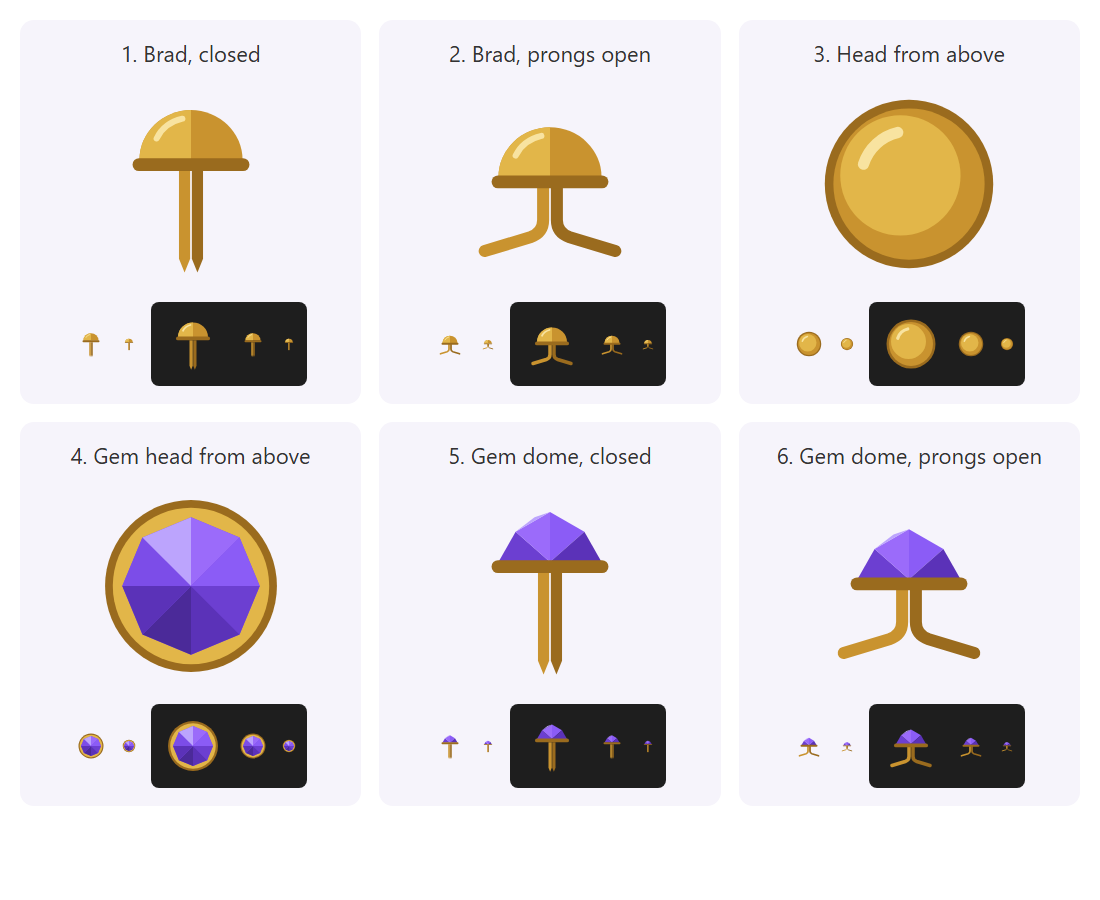 1. Brad, closed
2. Brad, prongs open
3. Head from above
4. Gem head from above
5. Gem dome, closed
6. Gem dome, prongs open